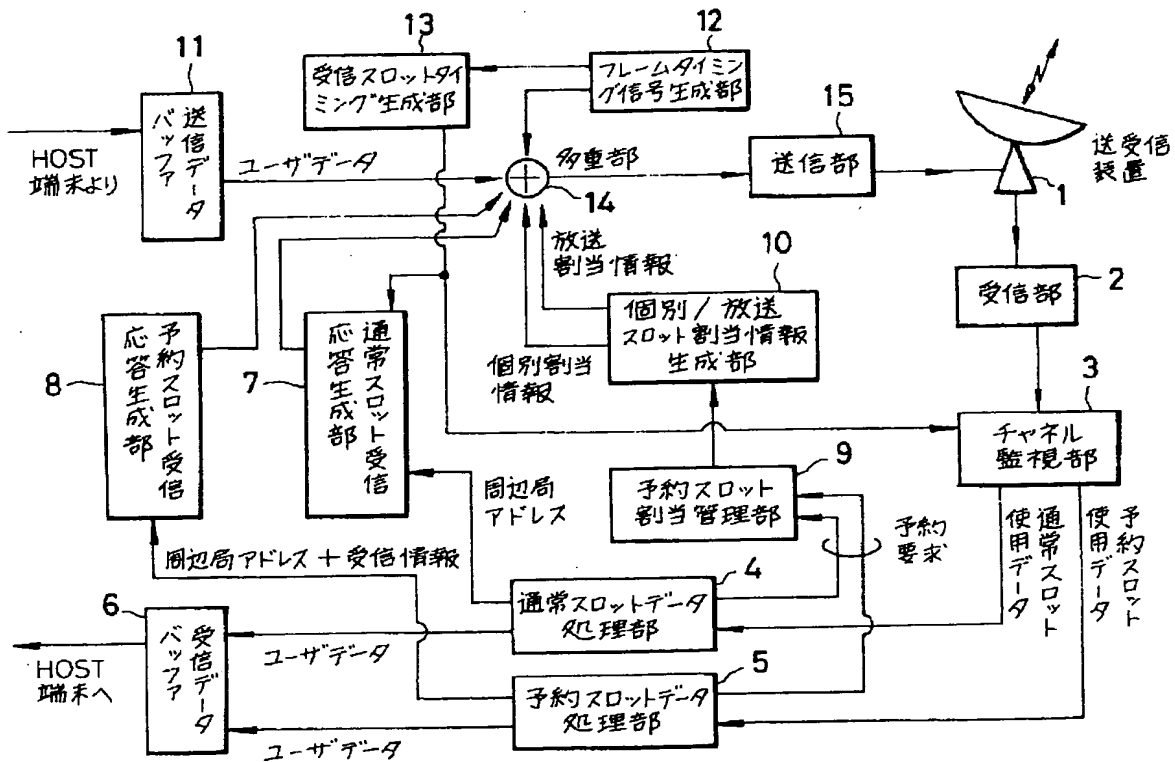 13
受信スロットタイ
ミング生成部
12
フレームタイミン
グ信号生成部
11
送信データ
バッファ
HOST
端末より
ユーザデータ
多重部
14
15
送信部
送受信
装置
1
放送
割当情報
10
個別/放送
スロット割当情報
生成部
個別割当
情報
2
受信部
8
予約スロット受信
応答生成部
7
通常スロット受信
応答生成部
3
チャネル
監視部
周辺局
アドレス
9
予約スロット
割当管理部
予約
要求
通常スロット
使用データ
予約スロット
使用データ
周辺局アドレス+受信情報
4
通常スロットデータ
処理部
6
受信データ
バッファ
HOST
端末へ
ユーザデータ
5
予約スロットデータ
処理部
ユーザデータ